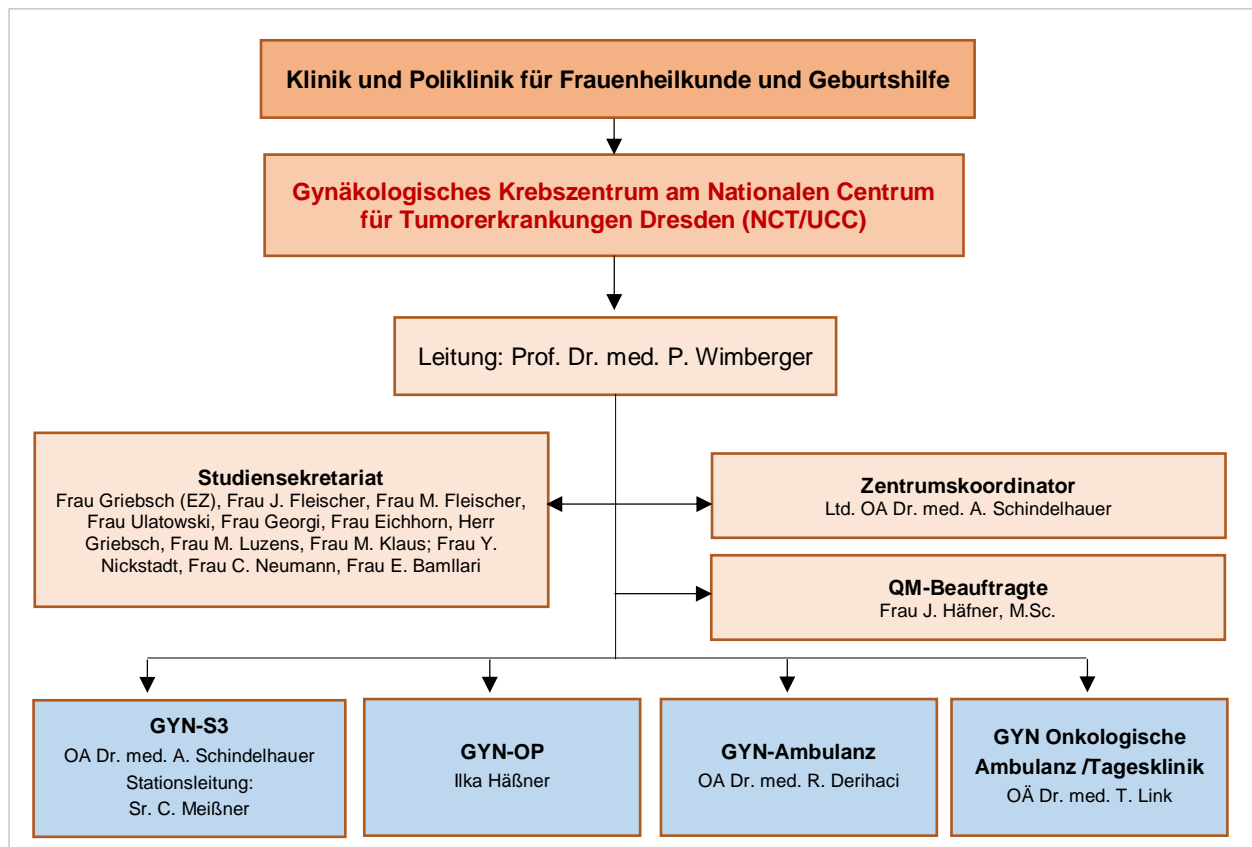 Klinik und Poliklinik für Frauenheilkunde und Geburtshilfe
Gynäkologisches Krebszentrum am Nationalen Centrum
für Tumorerkrankungen Dresden (NCT/UCC)
Leitung: Prof. Dr. med. P. Wimberger
Studiensekretariat
Frau Griebsch (EZ), Frau J. Fleischer, Frau M. Fleischer,
Frau Ulatowski, Frau Georgi, Frau Eichhorn, Herr
Griebsch, Frau M. Luzens, Frau M. Klaus; Frau Y.
Nickstadt, Frau C. Neumann, Frau E. Bamllari
Zentrumskoordinator
Ltd. OA Dr. med. A. Schindelhauer
QM-Beauftragte
Frau J. Häfner, M.Sc.
GYN-S3
OA Dr. med. A. Schindelhauer
Stationsleitung:
Sr. C. Meißner
GYN-OP
Ilka Häßner
GYN-Ambulanz
OA Dr. med. R. Derihaci
GYN Onkologische
Ambulanz /Tagesklinik
OÄ Dr. med. T. Link